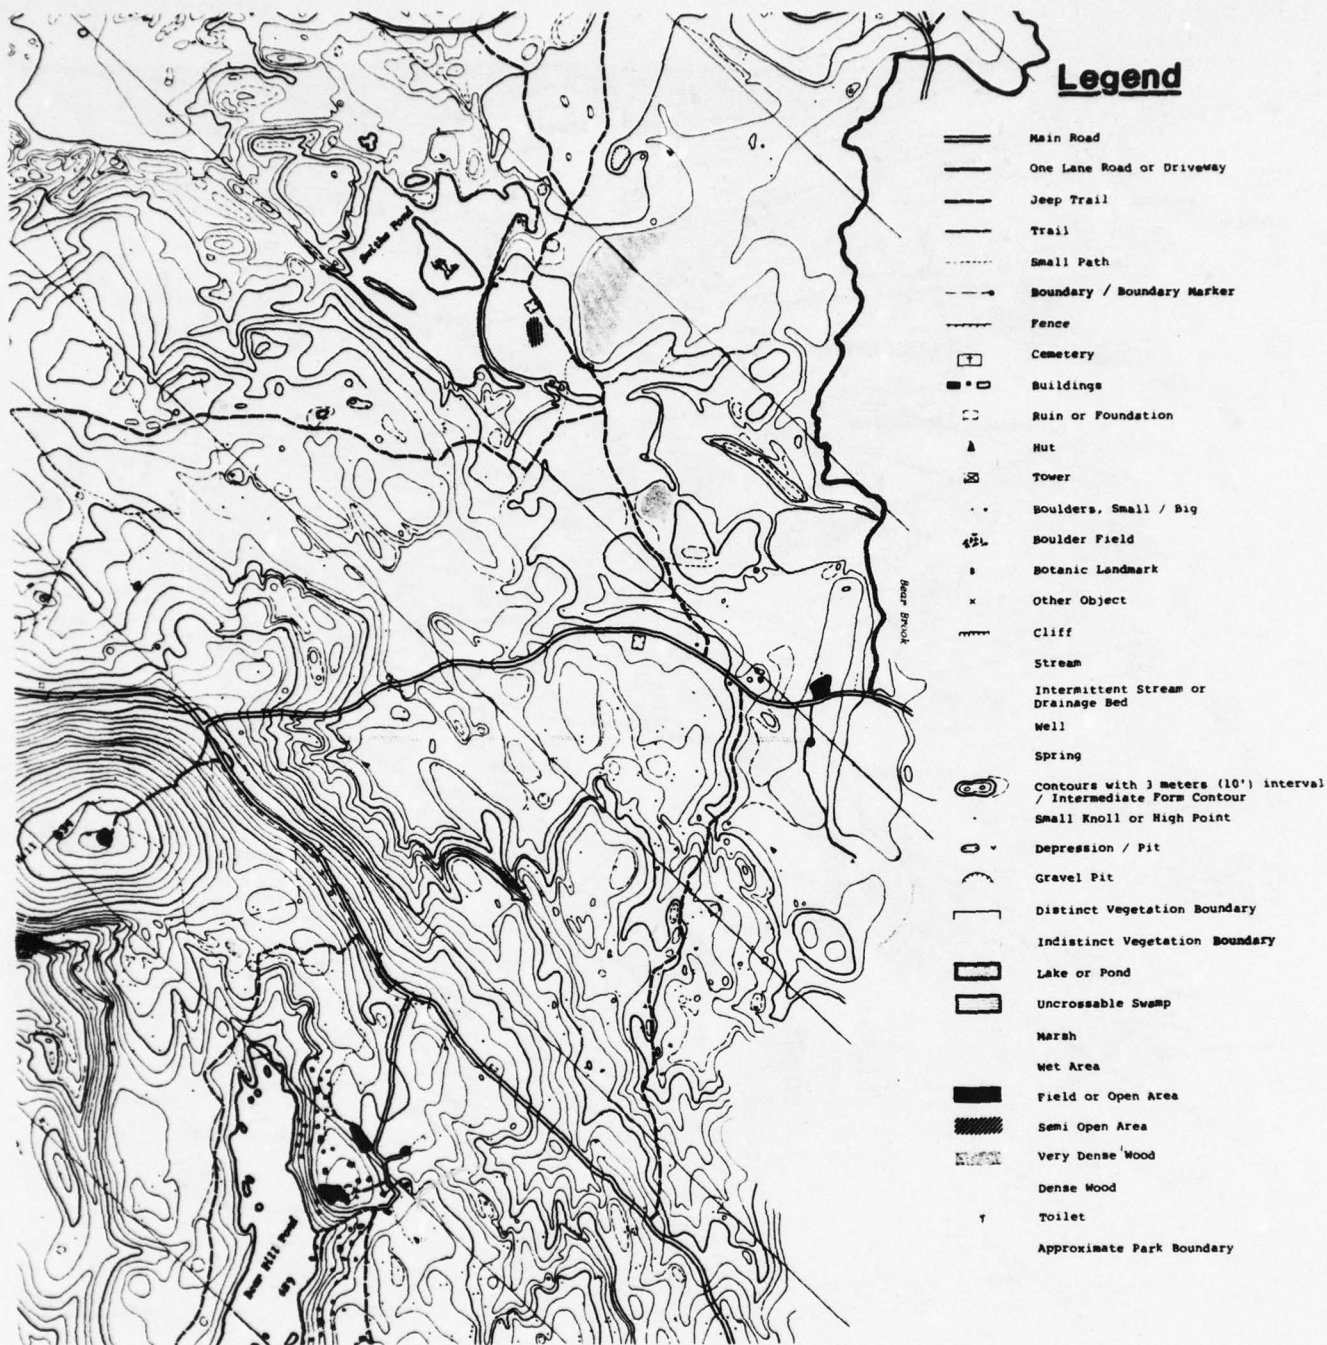 Legend
Main Road
One Lane Road or Driveway
Jeep Trail
Trail
Small Path
Boundary / Boundary Marker
Fence
Cemetery
Buildings
Ruin or Foundation
Hut
Tower
Boulders, Small / Big
Boulder Field
Botanic Landmark
Other Object
Cliff
Stream
Intermittent Stream or
Drainage Bed
Well
Spring
Contours with 3 meters (10') interval
/ Intermediate Form Contour
Small Knoll or High Point
Depression / Pit
Gravel Pit
Distinct Vegetation Boundary
Indistinct Vegetation Boundary
Lake or Pond
Uncrossable Swamp
Marsh
Wet Area
Field or Open Area
Semi Open Area
Very Dense Wood
Dense Wood
Toilet
Approximate Park Boundary
Smiths Pond
Bear Brook
Bear Hill Pond